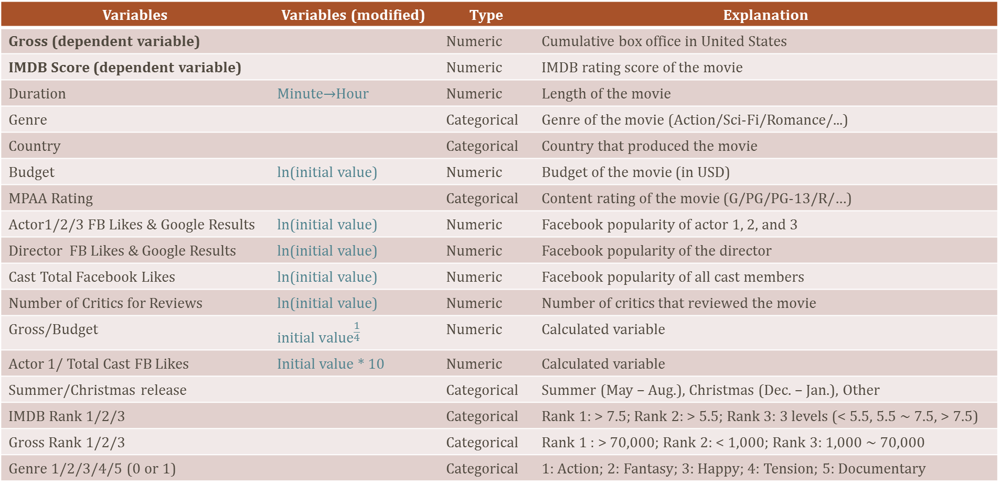 Variables Variables (modified) Type Explanation
Gross (dependent variable) Numeric Cumulative box office in United States
IMDB Score (dependent variable) Numeric IMDB rating score of the movie
Duration Minute→Hour Numeric Length of the movie
Genre Categorical Genre of the movie (Action/Sci-Fi/Romance/...)
Country Categorical Country that produced the movie
Budget ln(initial value) Numeric Budget of the movie (in USD)
MPAA Rating Categorical Content rating of the movie (G/PG/PG-13/R/…)
Actor1/2/3 FB Likes & Google Results ln(initial value) Numeric Facebook popularity of actor 1, 2, and 3
Director  FB Likes & Google Results ln(initial value) Numeric Facebook popularity of the director
Cast Total Facebook Likes ln(initial value) Numeric Facebook popularity of all cast members
Number of Critics for Reviews ln(initial value) Numeric Number of critics that reviewed the movie
Gross/Budget initial value^1/4 Numeric Calculated variable
Actor 1/ Total Cast FB Likes Initial value * 10 Numeric Calculated variable
Summer/Christmas release Categorical Summer (May – Aug.), Christmas (Dec. – Jan.), Other
IMDB Rank 1/2/3 Categorical Rank 1: > 7.5; Rank 2: > 5.5; Rank 3: 3 levels (< 5.5, 5.5 ~ 7.5, > 7.5)
Gross Rank 1/2/3 Categorical Rank 1 : > 70,000; Rank 2: < 1,000; Rank 3: 1,000 ~ 70,000
Genre 1/2/3/4/5 (0 or 1) Categorical 1: Action; 2: Fantasy; 3: Happy; 4: Tension; 5: Documentary